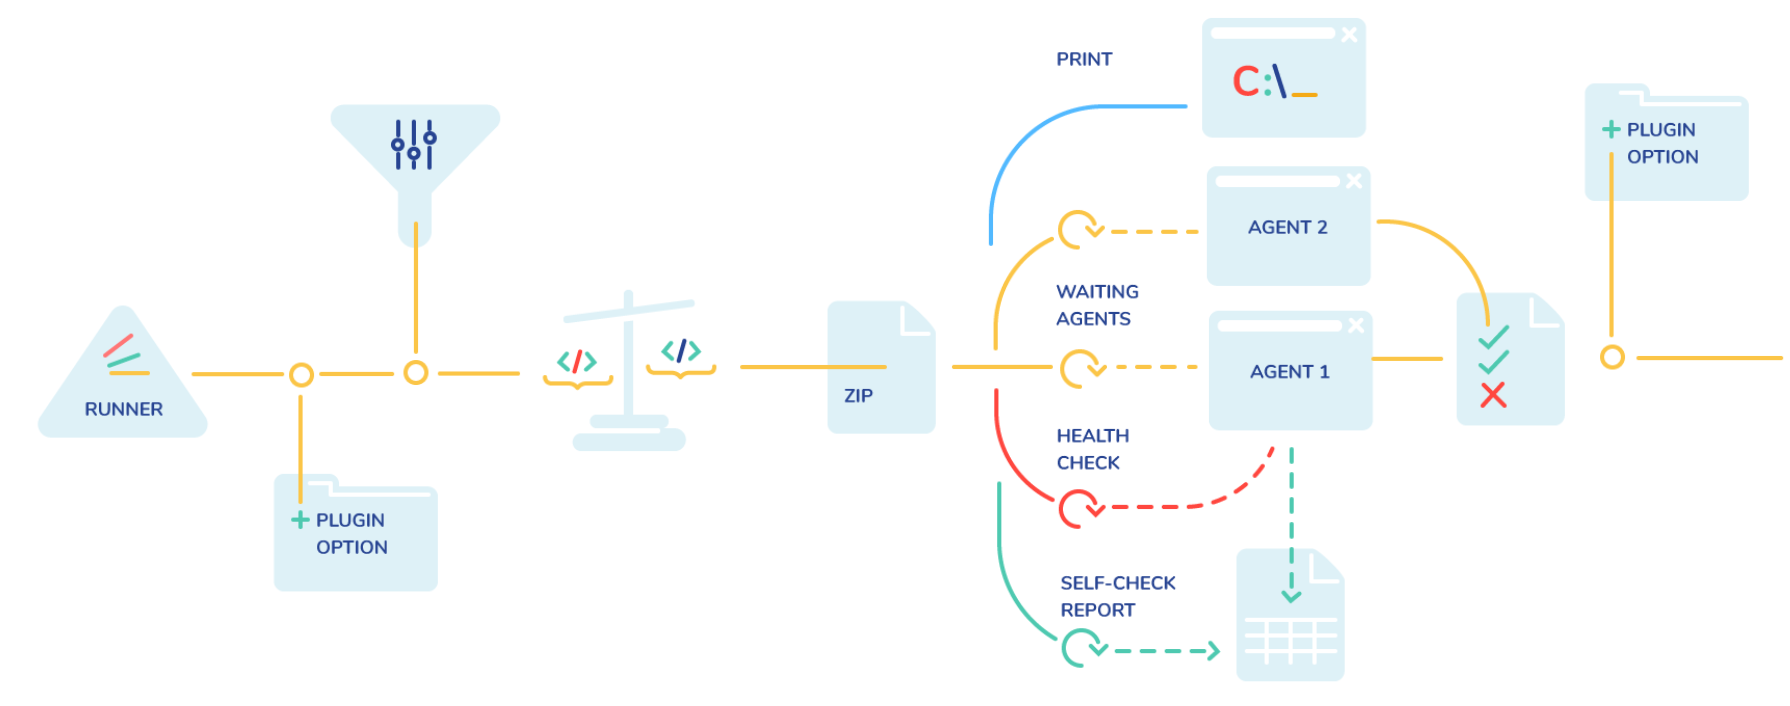 RUNNER
+ PLUGIN
OPTION
</>
</>
ZIP
PRINT
C:\_
WAITING
AGENTS
AGENT 2
AGENT 1
HEALTH
CHECK
SELF-CHECK
REPORT
+ PLUGIN
OPTION